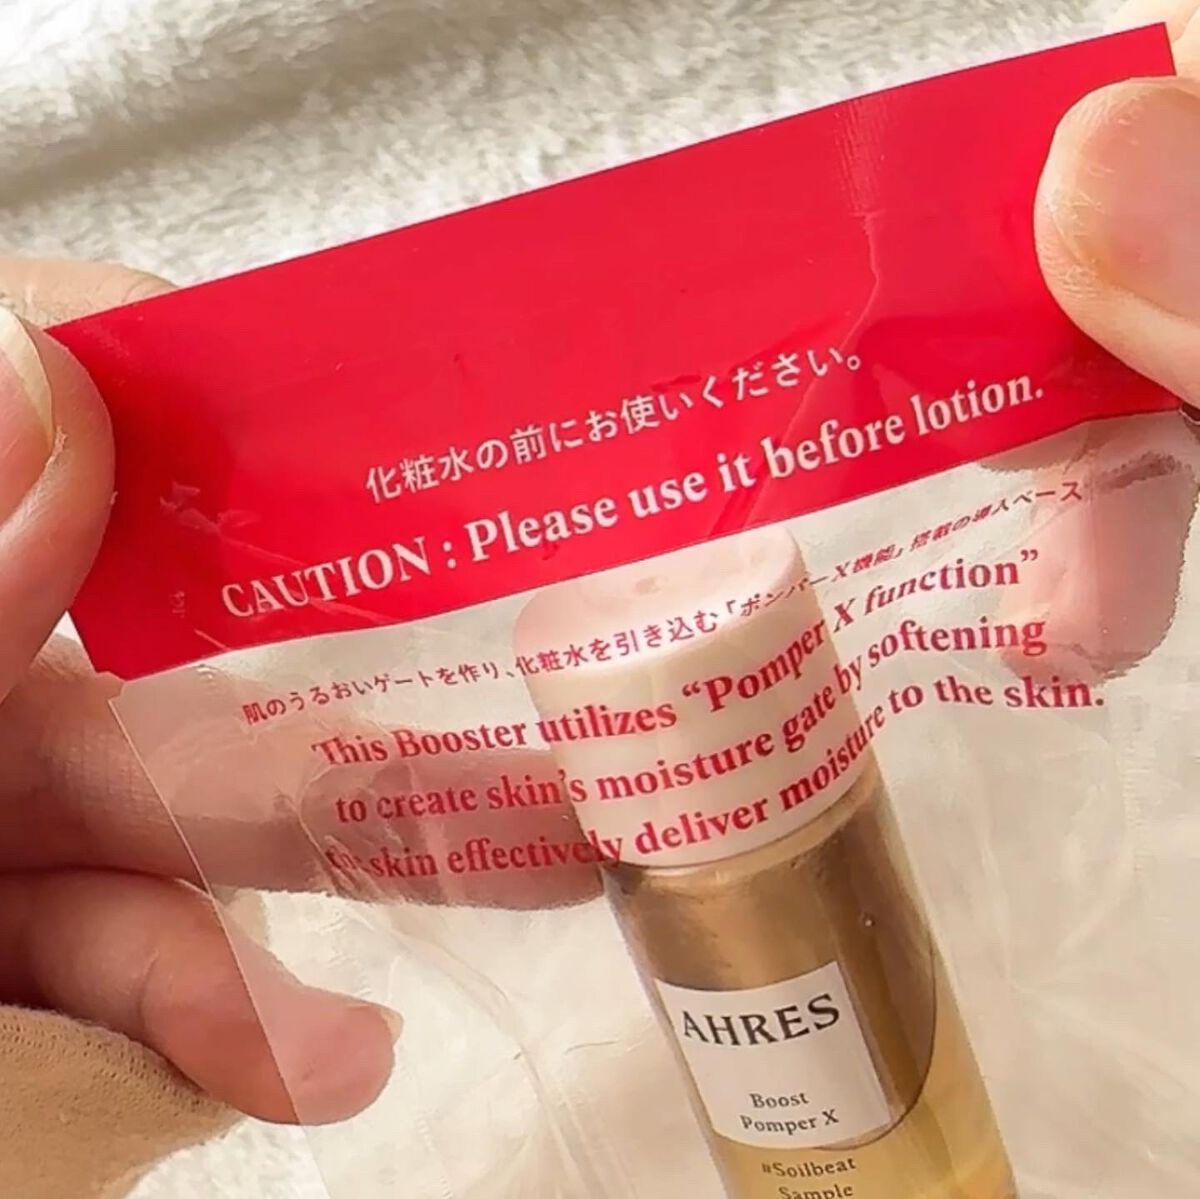 化粧水の前にお使いください。
CAUTION : Please use it before lotion.
肌のうるおいゲートを作り、化粧水を引き込む「ポンパーX機能」搭載の導入ベース
This Booster utilizes “Pomper X function”
to create skin's moisture gate by softening
the skin effectively deliver moisture to the skin.
AHRES
Boost
Pomper X
#Soilbeat
Sample